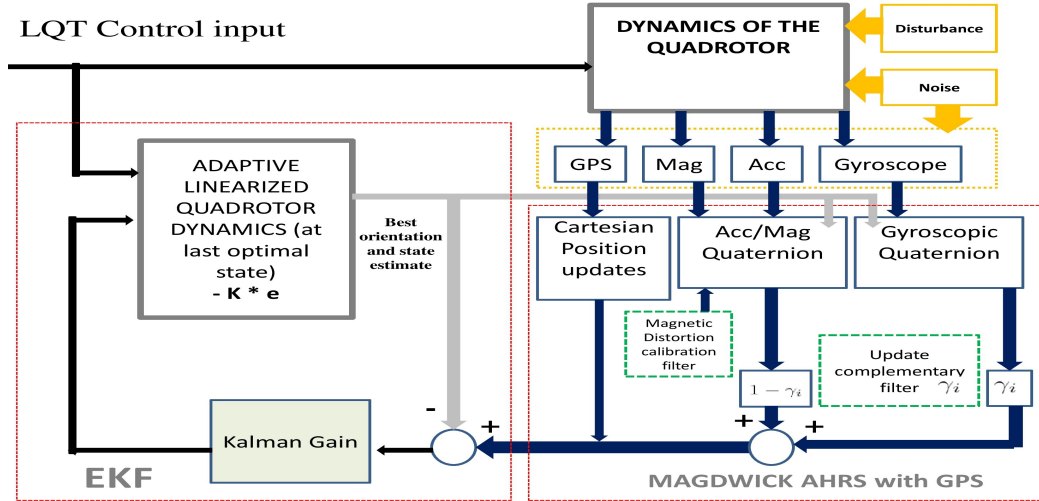 LQT Control input
DYNAMICS OF THE
QUADROTOR
Disturbance
Noise
GPS
Mag
Acc
Gyroscope
ADAPTIVE
LINEARIZED
QUADROTOR
DYNAMICS (at
last optimal
state)
- K * e
Best
orientation
and state
estimate
Cartesian
Position
updates
Acc/Mag
Quaternion
Gyroscopic
Quaternion
Magnetic
Distortion
calibration
filter
Update
complementary
filter γi
1 − γi
γi
-
+
+
+
Kalman Gain
EKF
MAGDWICK AHRS with GPS